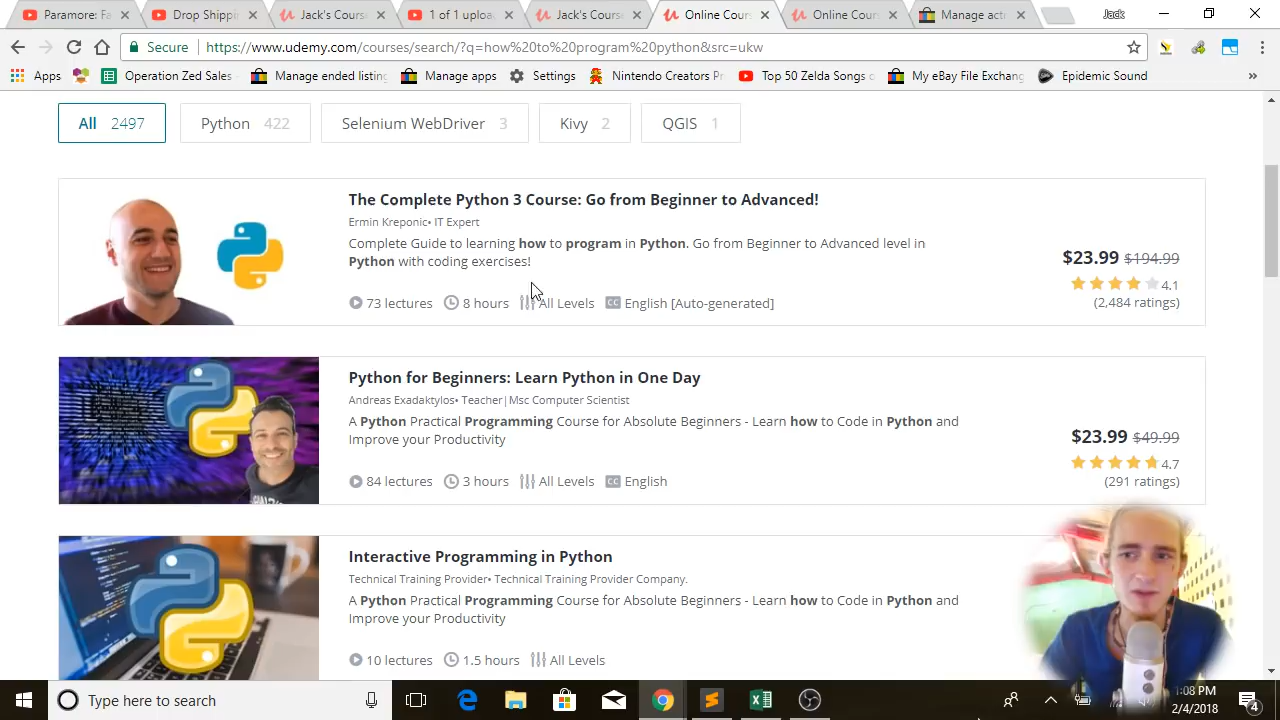 Paramore: Fa
Drop Shippi
Jack's Cours
1 of 1 uploa
Jack's Cours
Online Cour
Online Cour
Manage acti
Jack
Secure
https://www.udemy.com/courses/search/?q=how%20to%20program%20python&src=ukw
Apps
Operation Zed Sales
Manage ended listing
Manage apps
Settings
Nintendo Creators Pr
Top 50 Zelda Songs o
My eBay File Exchang
Epidemic Sound
»
All 2497
Python 422
Selenium WebDriver 3
Kivy 2
QGIS 1
The Complete Python 3 Course: Go from Beginner to Advanced!
Ermin Kreponic• IT Expert
Complete Guide to learning how to program in Python. Go from Beginner to Advanced level in
Python with coding exercises!
$23.99 $194.99
4.1
(2,484 ratings)
73 lectures 8 hours All Levels CC English [Auto-generated]
Python for Beginners: Learn Python in One Day
Andreas Exadaktylos• Teacher|Msc Computer Scientist
A Python Practical Programming Course for Absolute Beginners - Learn how to Code in Python and
Improve your Productivity
$23.99 $49.99
4.7
(291 ratings)
84 lectures 3 hours All Levels CC English
Interactive Programming in Python
Technical Training Provider• Technical Training Provider Company.
A Python Practical Programming Course for Absolute Beginners - Learn how to Code in Python and
Improve your Productivity
10 lectures 1.5 hours All Levels
Type here to search
1:08 PM
2/4/2018
4